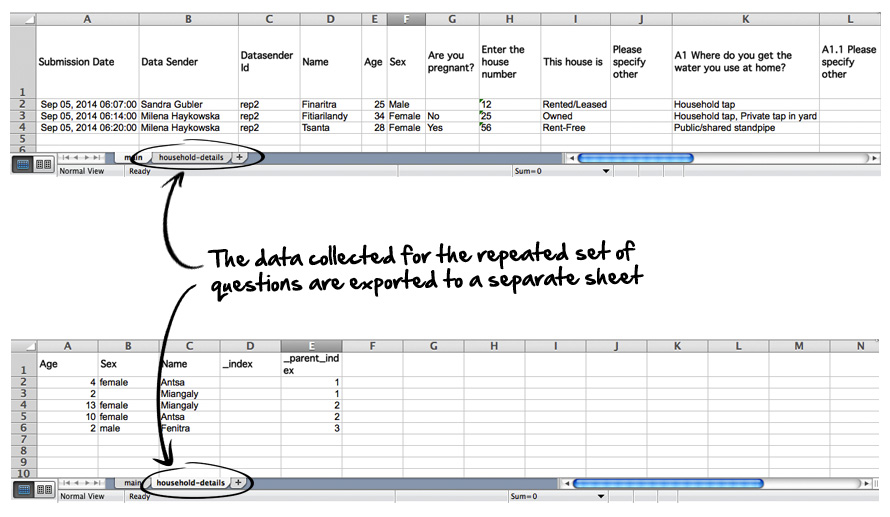 A B C D E F G H I J K L
1 Submission Date Data Sender Datasender Id Name Age Sex Are you pregnant? Enter the house number This house is Please specify other A1 Where do you get the water you use at home? A1.1 Please specify other
2 Sep 05, 2014 06:07:00 Sandra Gubler rep2 Finaritra 25 Male 12 Rented/Leased Household tap
3 Sep 05, 2014 06:14:00 Milena Haykowska rep2 Fitiarilandy 34 Female No 25 Owned Household tap, Private tap in yard
4 Sep 05, 2014 06:20:00 Milena Haykowska rep2 Tsanta 28 Female Yes 56 Rent-Free Public/shared standpipe
5
6
main household-details +
Normal View Ready Sum=0
The data collected for the repeated set of
questions are exported to a separate sheet
A B C D E F G H I J K L M N
1 Age Sex Name _index _parent_index
2 4 female Antsa 1
3 2 Miangaly 1
4 13 female Miangaly 2
5 10 female Antsa 2
6 2 male Fenitra 3
7
8
9
10
main household-details +
Normal View Ready Sum=0